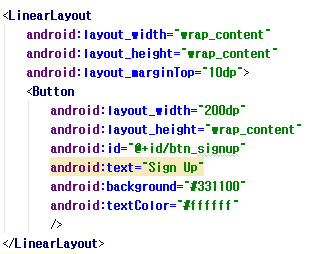 <LinearLayout
    android:layout_width="wrap_content"
    android:layout_height="wrap_content"
    android:layout_marginTop="10dp">
    <Button
        android:layout_width="200dp"
        android:layout_height="wrap_content"
        android:id="@+id/btn_signup"
        android:text="Sign Up"
        android:background="#331100"
        android:textColor="#ffffff"
        />
</LinearLayout>